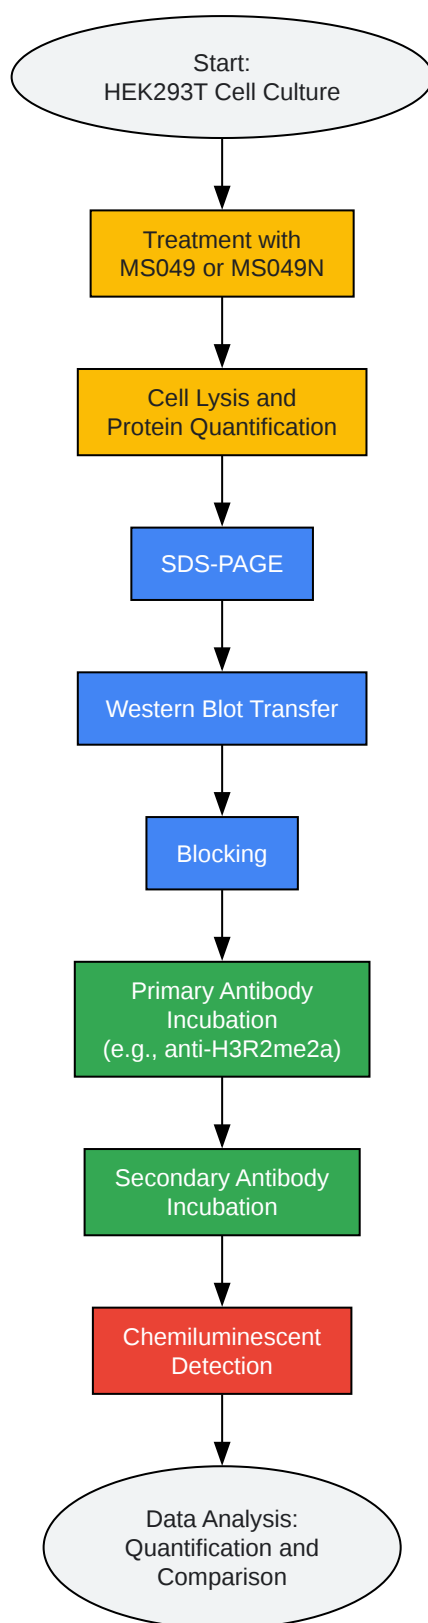 Start:
HEK293T Cell Culture
Treatment with
MS049 or MS049N
Cell Lysis and
Protein Quantification
SDS-PAGE
Western Blot Transfer
Blocking
Primary Antibody
Incubation
(e.g., anti-H3R2me2a)
Secondary Antibody
Incubation
Chemiluminescent
Detection
Data Analysis:
Quantification and
Comparison